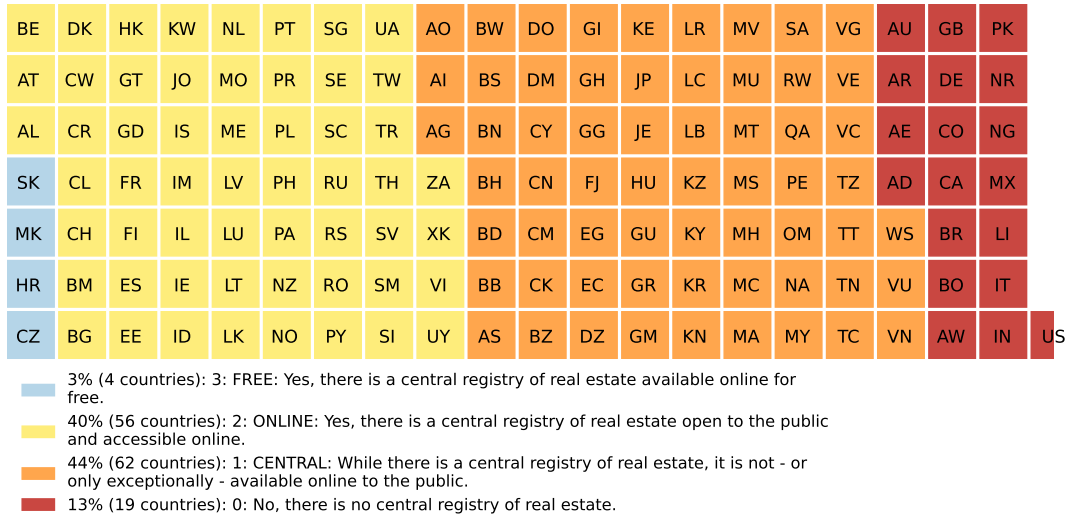 BE DK HK KW NL PT SG UA AO BW DO GI KE LR MV SA VG AU GB PK
AT CW GT JO MO PR SE TW AI BS DM GH JP LC MU RW VE AR DE NR
AL CR GD IS ME PL SC TR AG BN CY GG JE LB MT QA VC AE CO NG
SK CL FR IM LV PH RU TH ZA BH CN FJ HU KZ MS PE TZ AD CA MX
MK CH FI IL LU PA RS SV XK BD CM EG GU KY MH OM TT WS BR LI
HR BM ES IE LT NZ RO SM VI BB CK EC GR KR MC NA TN VU BO IT
CZ BG EE ID LK NO PY SI UY AS BZ DZ GM KN MA MY TC VN AW IN US
3% (4 countries): 3: FREE: Yes, there is a central registry of real estate available online for
free.
40% (56 countries): 2: ONLINE: Yes, there is a central registry of real estate open to the public
and accessible online.
44% (62 countries): 1: CENTRAL: While there is a central registry of real estate, it is not - or
only exceptionally - available online to the public.
13% (19 countries): 0: No, there is no central registry of real estate.